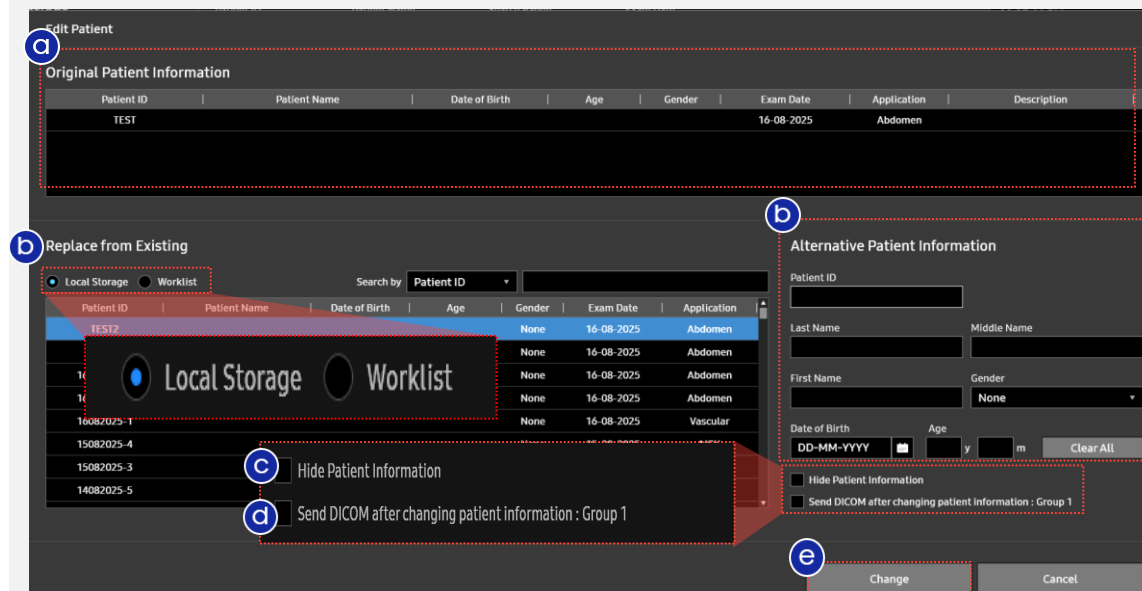 Edit Patient
a
Original Patient Information
Patient ID | Patient Name | Date of Birth | Age | Gender | Exam Date | Application | Description
TEST 16-08-2025 Abdomen
b
Replace from Existing
Local Storage Worklist Search by Patient ID
Patient ID | Patient Name | Date of Birth | Age | Gender | Exam Date | Application
TEST2 None 16-08-2025 Abdomen
None 16-08-2025 Abdomen
None 16-08-2025 Abdomen
None 16-08-2025 Abdomen
16082025-1 None 16-08-2025 Vascular
15082025-4
15082025-3
14082025-5
Local Storage Worklist
c Hide Patient Information
d Send DICOM after changing patient information : Group 1
b
Alternative Patient Information
Patient ID
Last Name Middle Name
First Name Gender
None
Date of Birth Age
DD-MM-YYYY y m Clear All
Hide Patient Information
Send DICOM after changing patient information : Group 1
e
Change Cancel